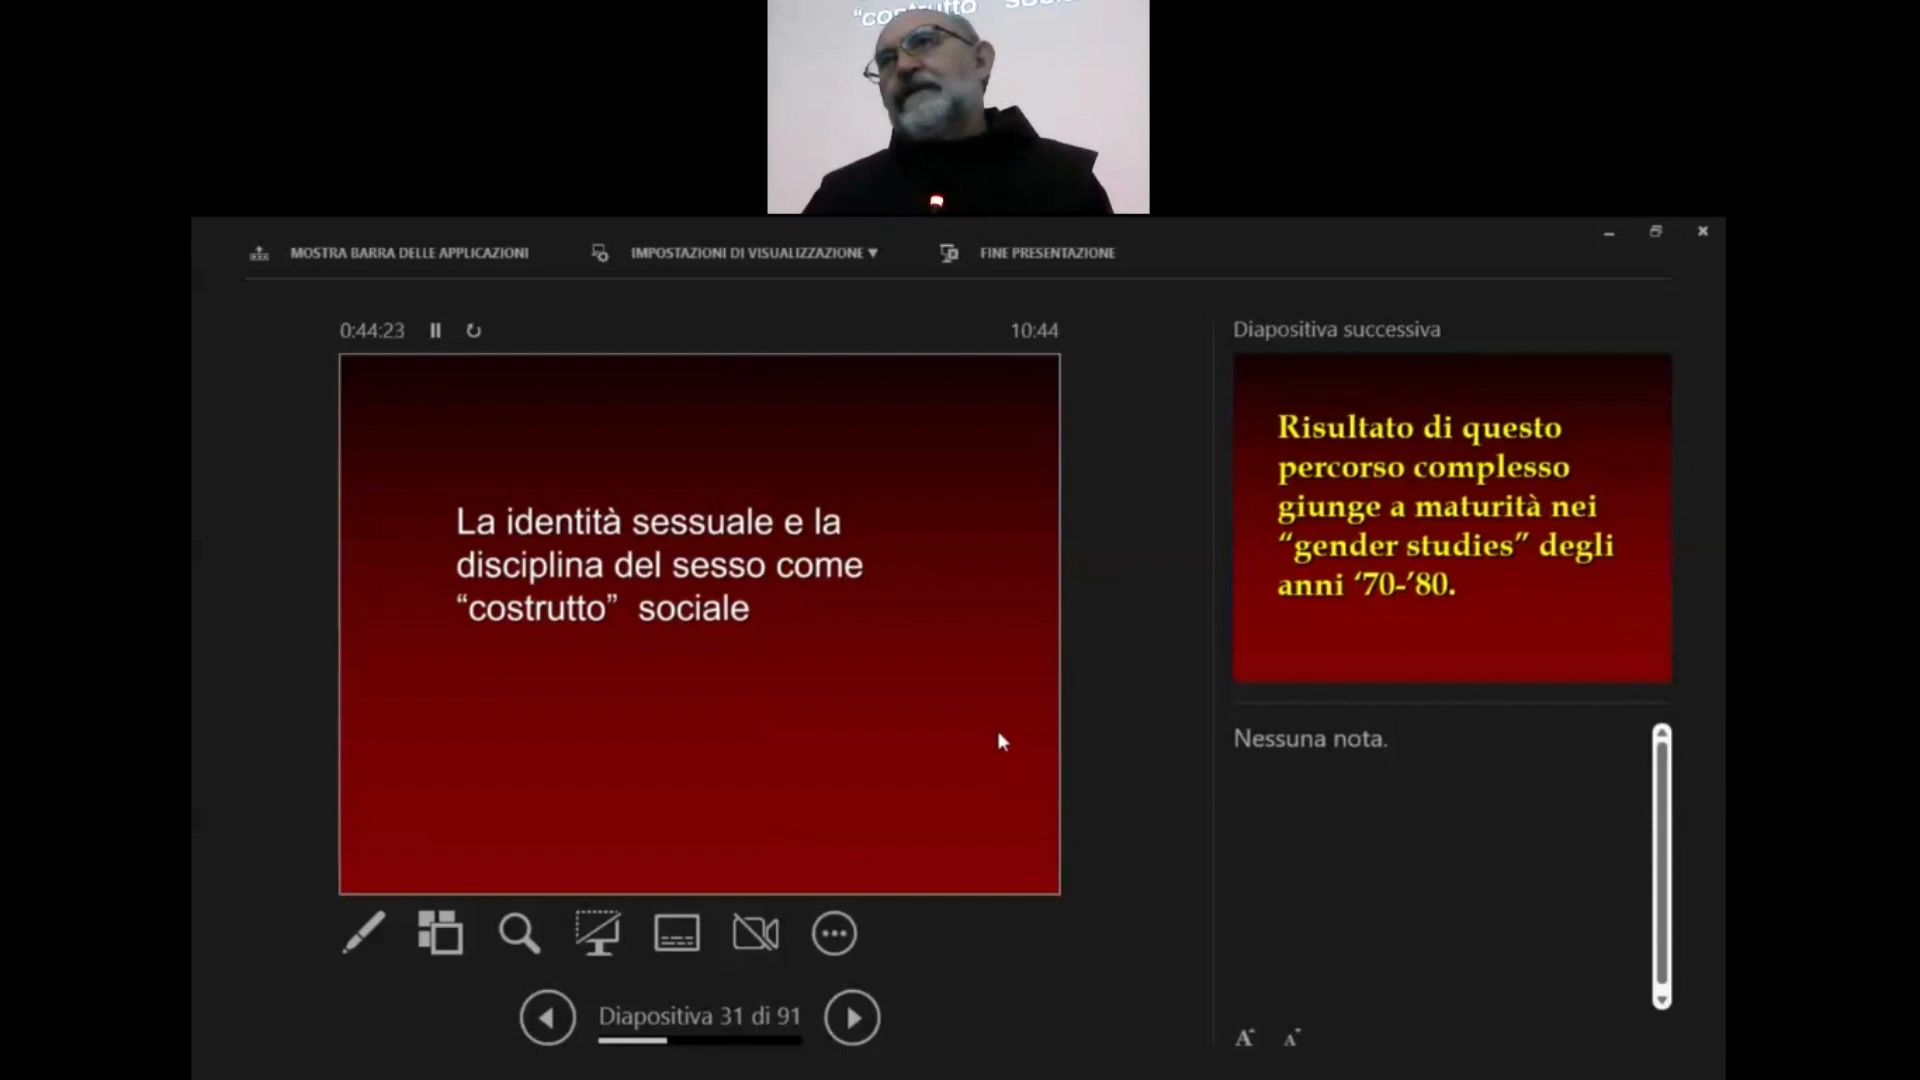 “costrutto”
MOSTRA BARRA DELLE APPLICAZIONI
IMPOSTAZIONI DI VISUALIZZAZIONE ▼
FINE PRESENTAZIONE
0:44:23
10:44
La identità sessuale e la
disciplina del sesso come
“costrutto” sociale
Diapositiva 31 di 91
Diapositiva successiva
Risultato di questo
percorso complesso
giunge a maturità nei
“gender studies” degli
anni ‘70-’80.
Nessuna nota.
A A